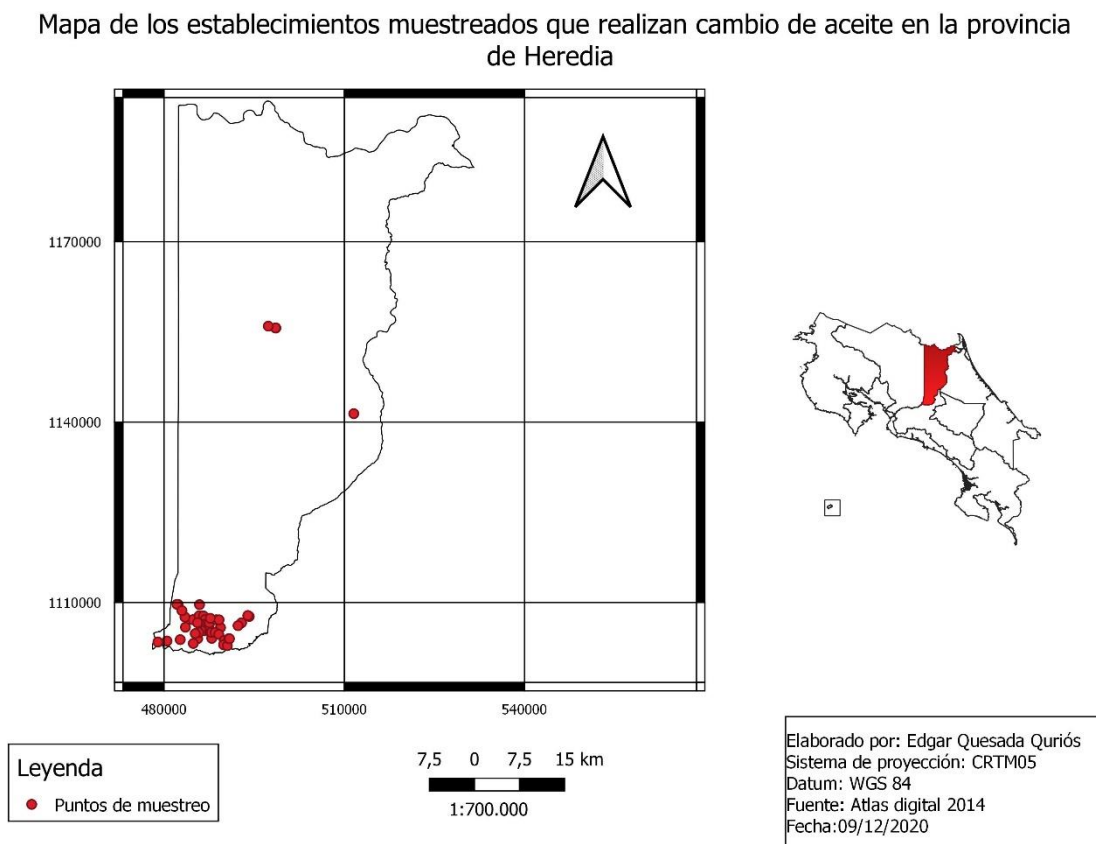 Mapa de los establecimientos muestreados que realizan cambio de aceite en la provincia
de Heredia
1170000
1140000
1110000
480000
510000
540000
Leyenda
Puntos de muestreo
7,5 0 7,5 15 km
1:700.000
Elaborado por: Edgar Quesada Quriós
Sistema de proyección: CRTM05
Datum: WGS 84
Fuente: Atlas digital 2014
Fecha:09/12/2020